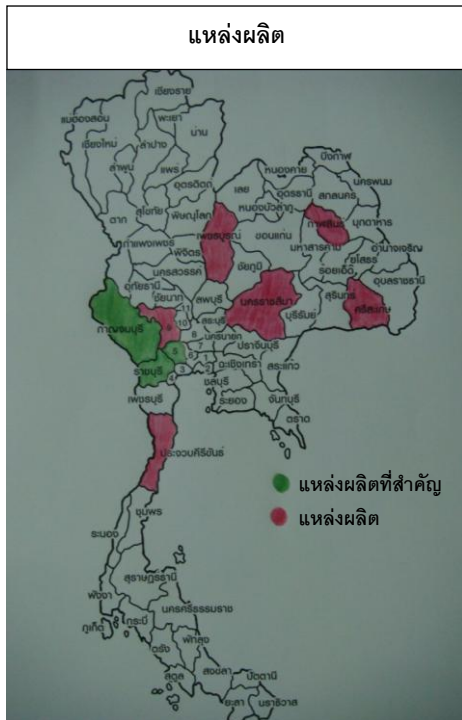 แหล่งผลิต
เชียงราย
แม่ฮ่องสอน
พะเยา
เชียงใหม่
ลำปาง
น่าน
ลำพูน
แพร่
อุตรดิตถ์
ตาก
สุโขทัย
พิษณุโลก
เลย
หนองคาย
บึงกาฬ
อุดรธานี
สกลนคร
นครพนม
หนองบัวลำภู
กำแพงเพชร
พิจิตร
เพชรบูรณ์
ขอนแก่น
กาฬสินธุ์
มุกดาหาร
มหาสารคาม
นครสวรรค์
ชัยภูมิ
ร้อยเอ็ด
ยโสธร
อำนาจเจริญ
อุทัยธานี
ชัยนาท
ลพบุรี
นครราชสีมา
บุรีรัมย์
สุรินทร์
ศรีสะเกษ
อุบลราชธานี
กาญจนบุรี
9
11
10
สระบุรี
8
นครนายก
7
ปราจีนบุรี
5
6
1
ราชบุรี
3
2
ฉะเชิงเทรา
สระแก้ว
4
ชลบุรี
เพชรบุรี
ระยอง
จันทบุรี
ตราด
ประจวบคีรีขันธ์
แหล่งผลิตที่สำคัญ
แหล่งผลิต
ชุมพร
ระนอง
สุราษฎร์ธานี
พังงา
นครศรีธรรมราช
ภูเก็ต
กระบี่
ตรัง
พัทลุง
สตูล
สงขลา
ปัตตานี
ยะลา
นราธิวาส